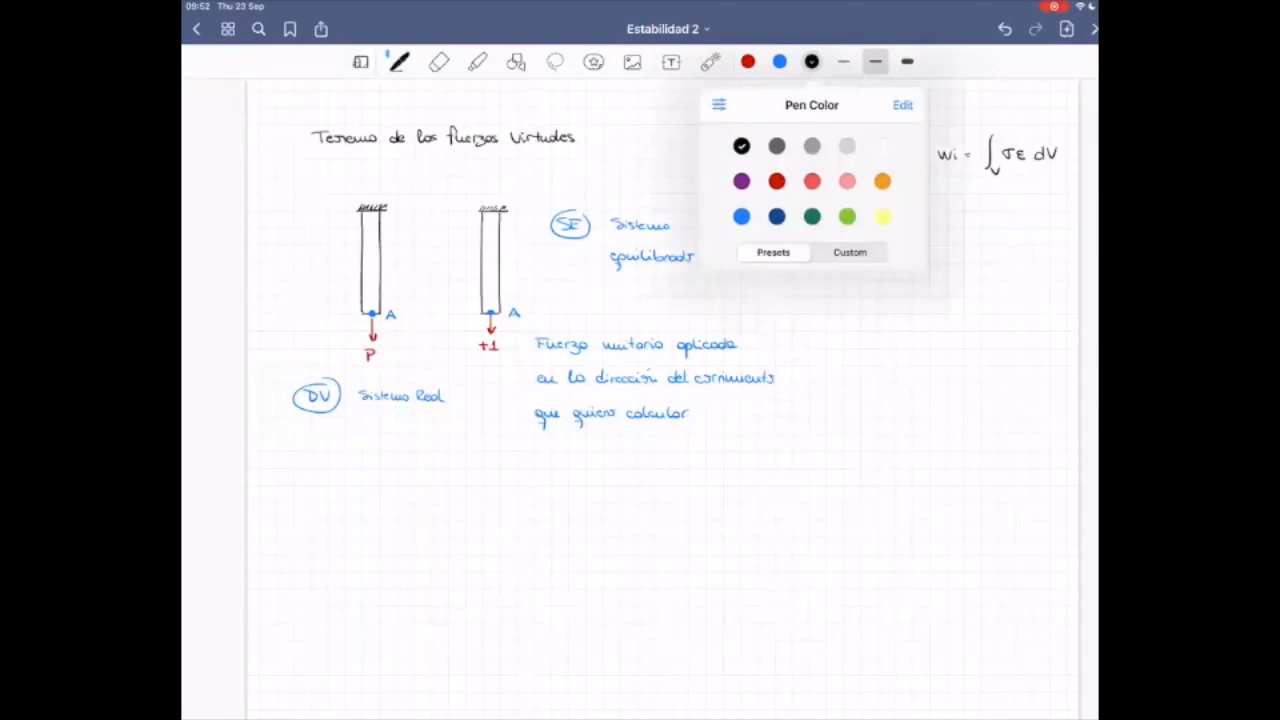 09:52 Thu 23 Sep
Estabilidad 2
Pen Color
Edit
Presets
Custom
Teorema de las fuerzas Virtuales
Wi = ∫v σε dV
SE Sistema
equilibrado
A
A
P
+1
DV Sistema Real
Fuerza unitaria aplicada
en la dirección del corrimiento
que quiero calcular